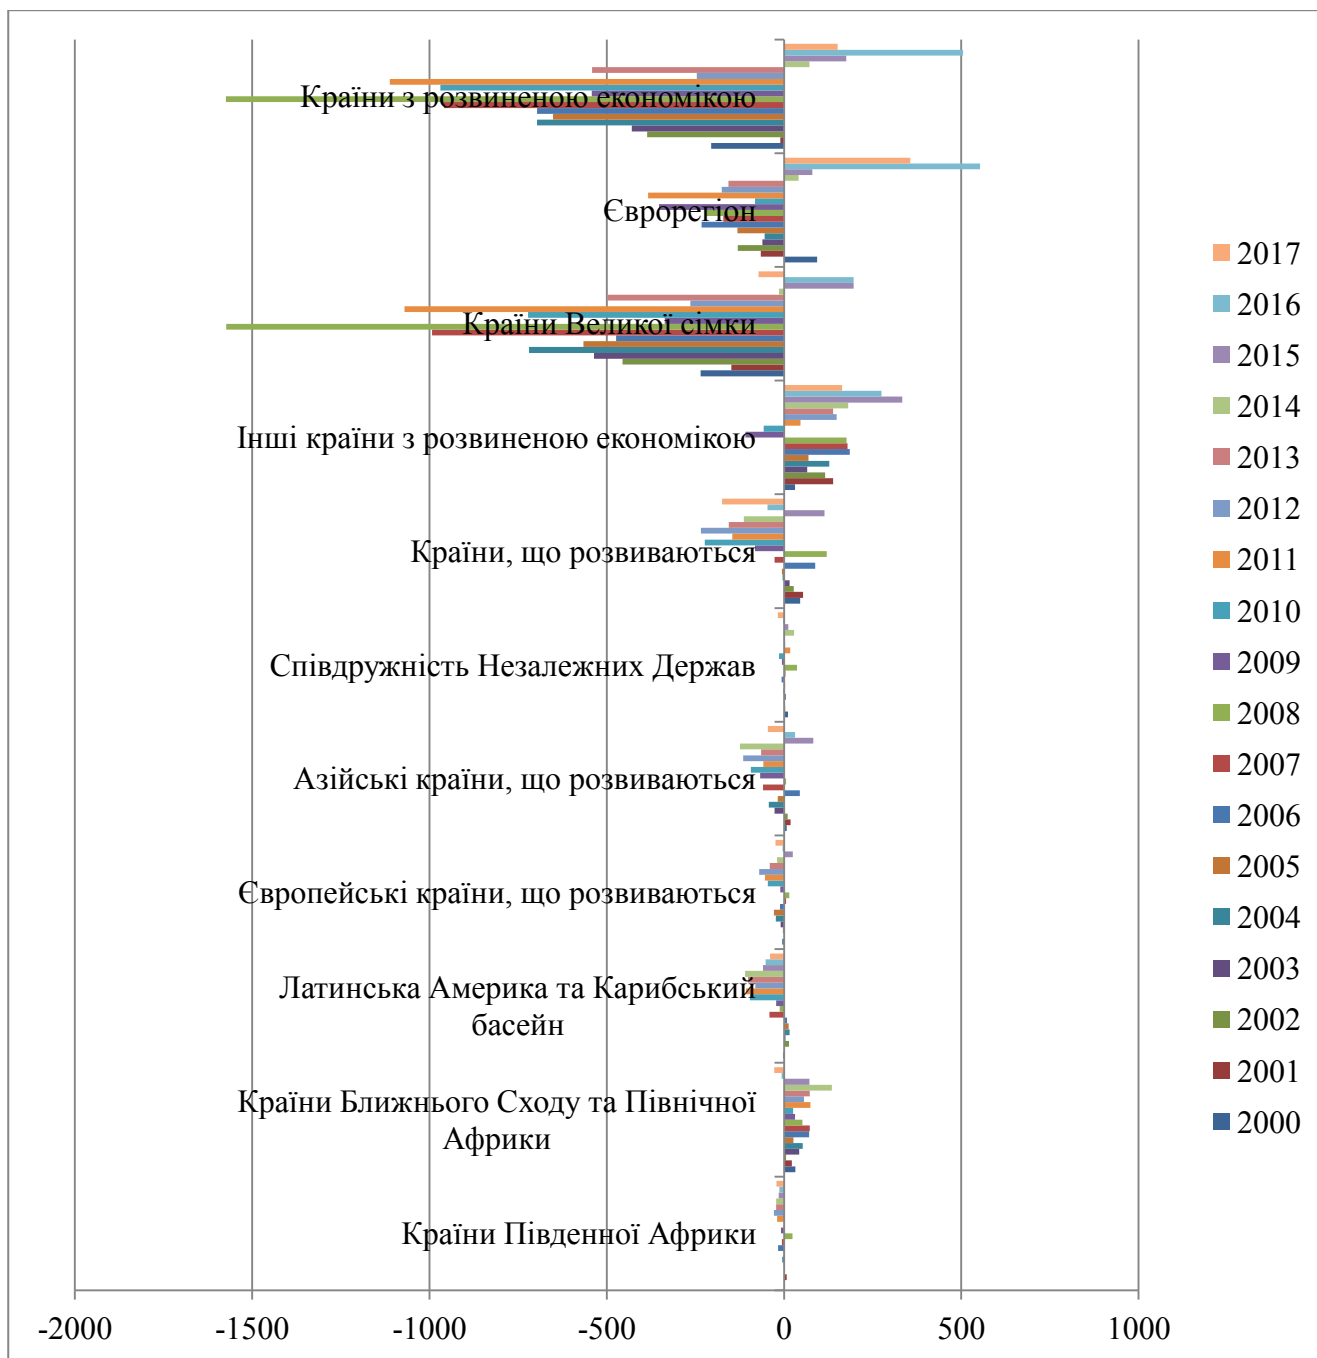 Країни з розвиненою економікою
Єврорегіон
Країни Великої сімки
Інші країни з розвиненою економікою
Країни, що розвиваються
Співдружність Незалежних Держав
Азійські країни, що розвиваються
Європейські країни, що розвиваються
Латинська Америка та Карибський
басейн
Країни Ближнього Сходу та Північної
Африки
Країни Південної Африки
-2000 -1500 -1000 -500 0 500 1000
2017
2016
2015
2014
2013
2012
2011
2010
2009
2008
2007
2006
2005
2004
2003
2002
2001
2000